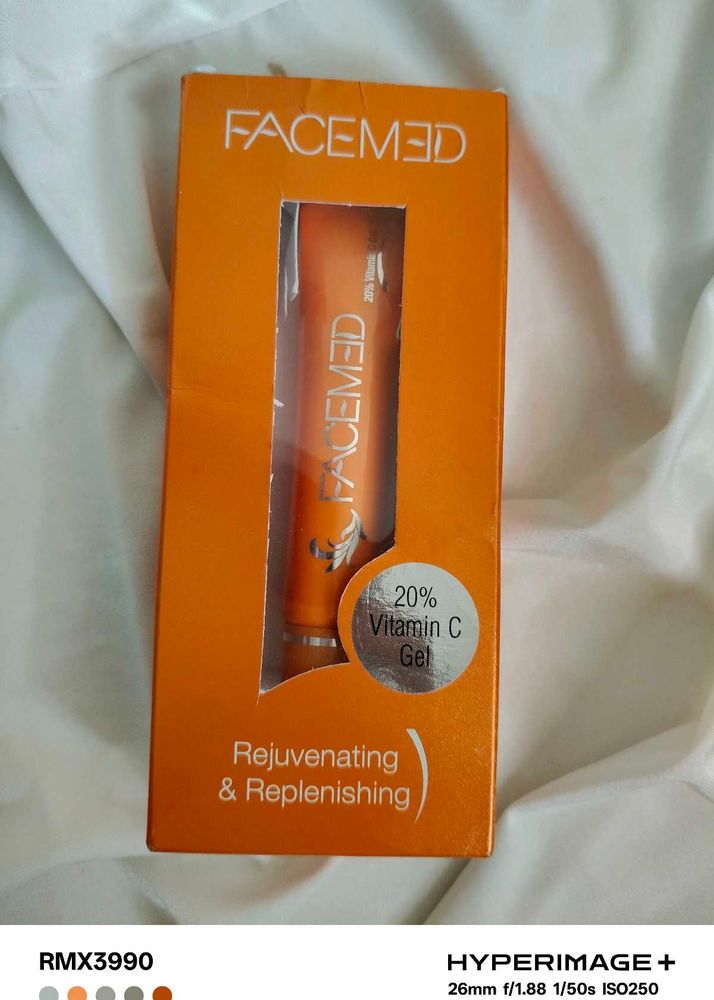 FACEMED
20% Vitamin C Gel
FACEMED
20%
Vitamin C
Gel
Rejuvenating
& Replenishing
RMX3990
HYPERIMAGE+
26mm f/1.88 1/50s ISO250